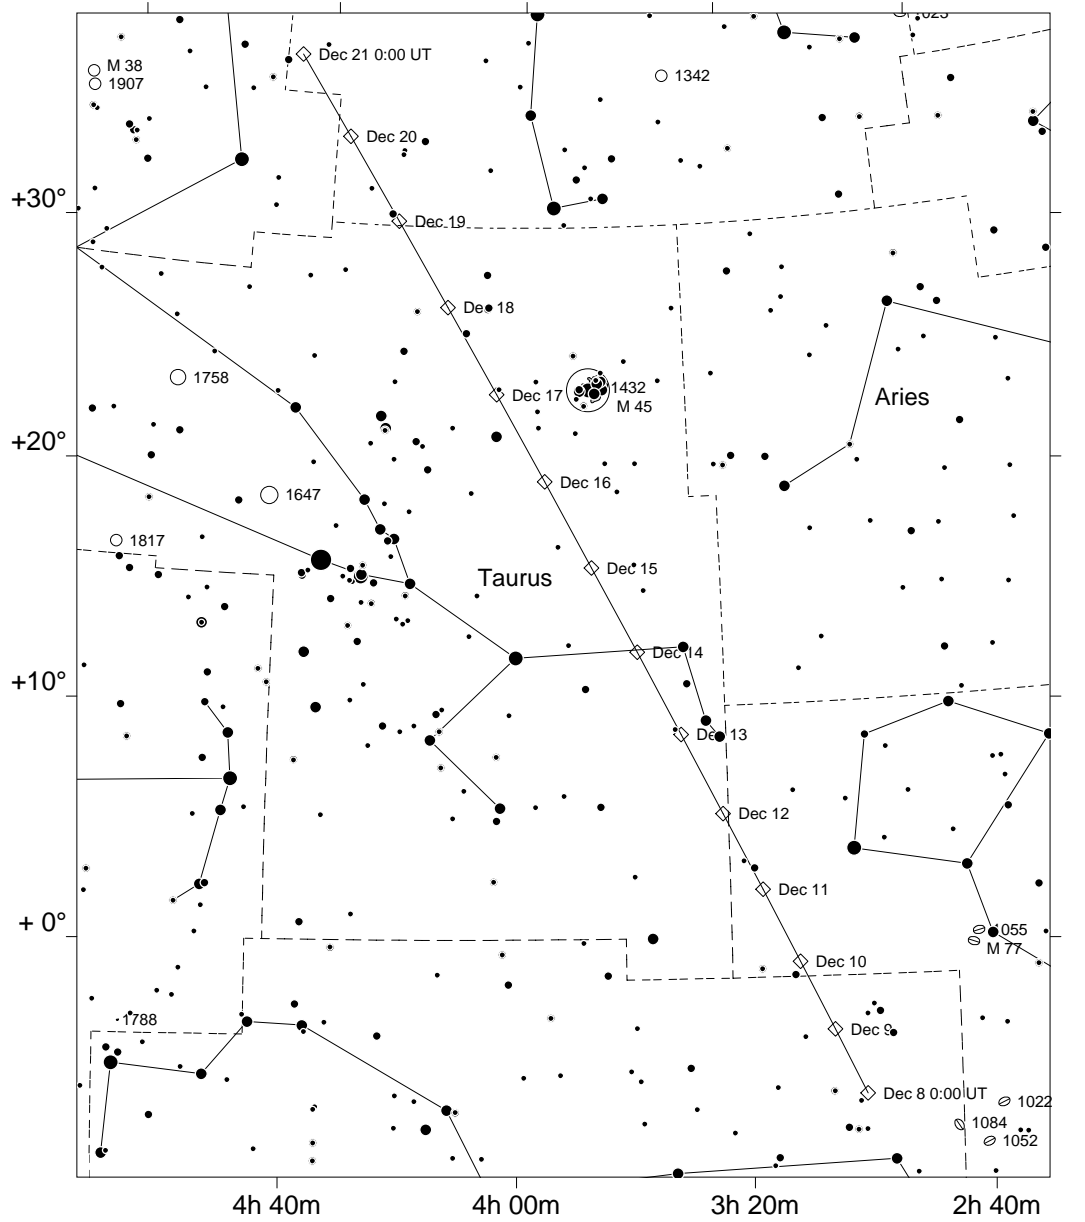 1023
Dec 21 0:00 UT
M 38
1907
1342
Dec 20
+30°
Dec 19
Dec 18
1758
Dec 17
1432
M 45
Aries
+20°
Dec 16
1647
1817
Dec 15
Taurus
Dec 14
+10°
Dec 13
Dec 12
Dec 11
+ 0°
1055
M 77
Dec 10
1788
Dec 9
Dec 8 0:00 UT
1022
1084
1052
4h 40m 4h 00m 3h 20m 2h 40m